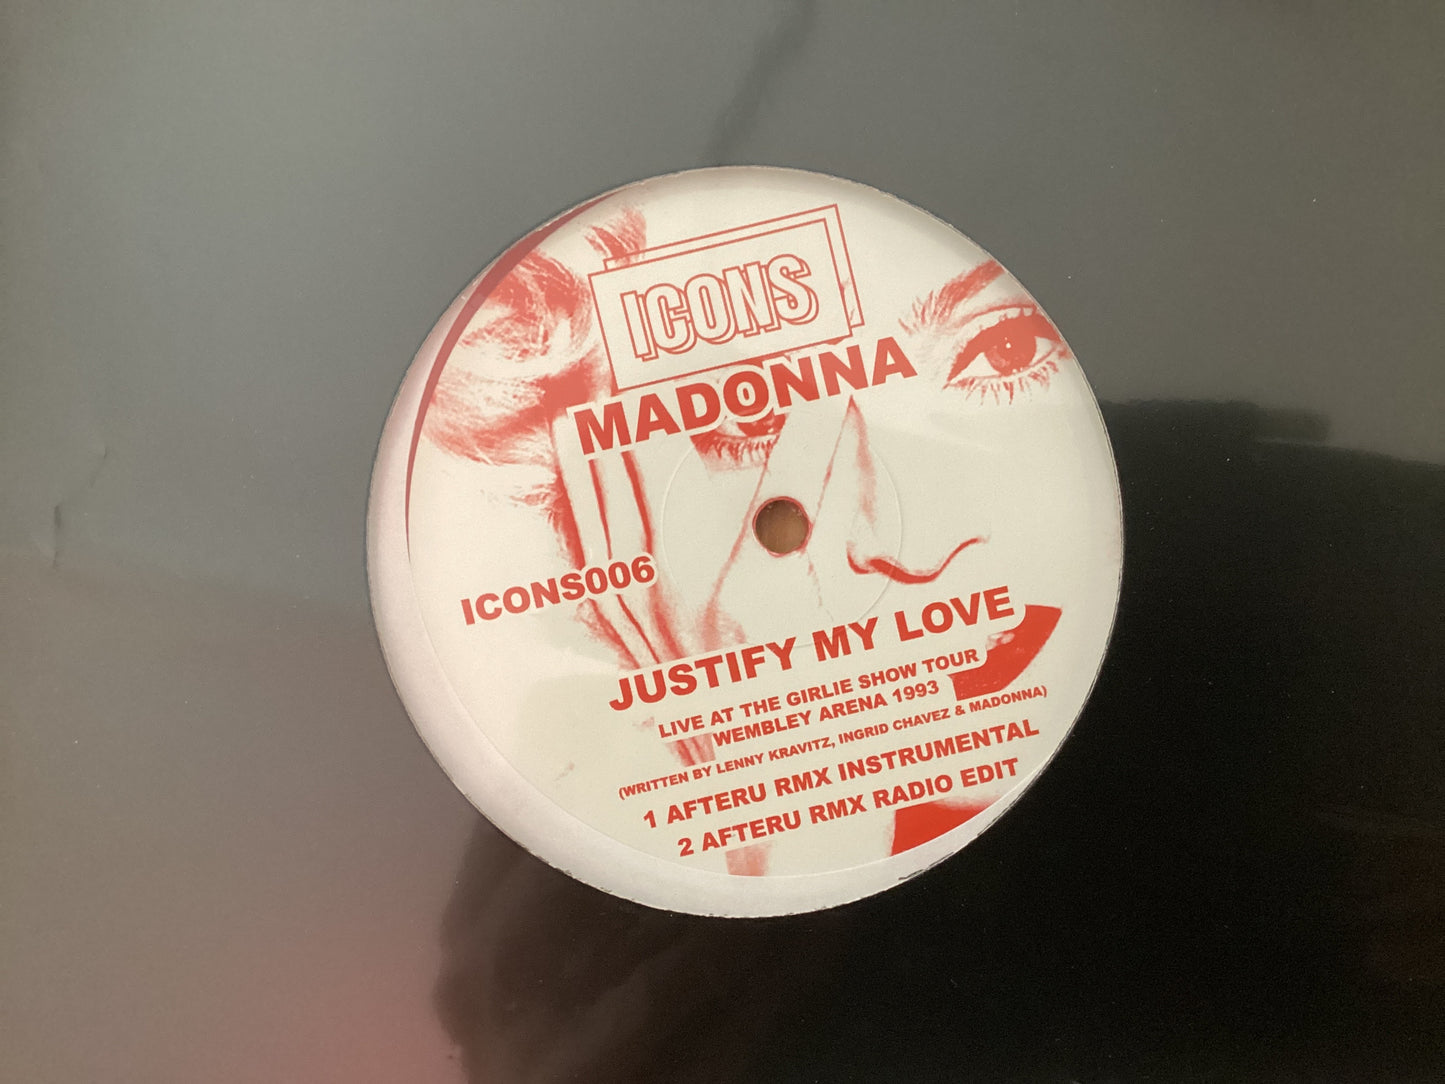 ICONS
MADONNA
ICONS006
JUSTIFY MY LOVE
LIVE AT THE GIRLIE SHOW TOUR
WEMBLEY ARENA 1993
(WRITTEN BY LENNY KRAVITZ, INGRID CHAVEZ & MADONNA)
1 AFTERU RMX INSTRUMENTAL
2 AFTERU RMX RADIO EDIT